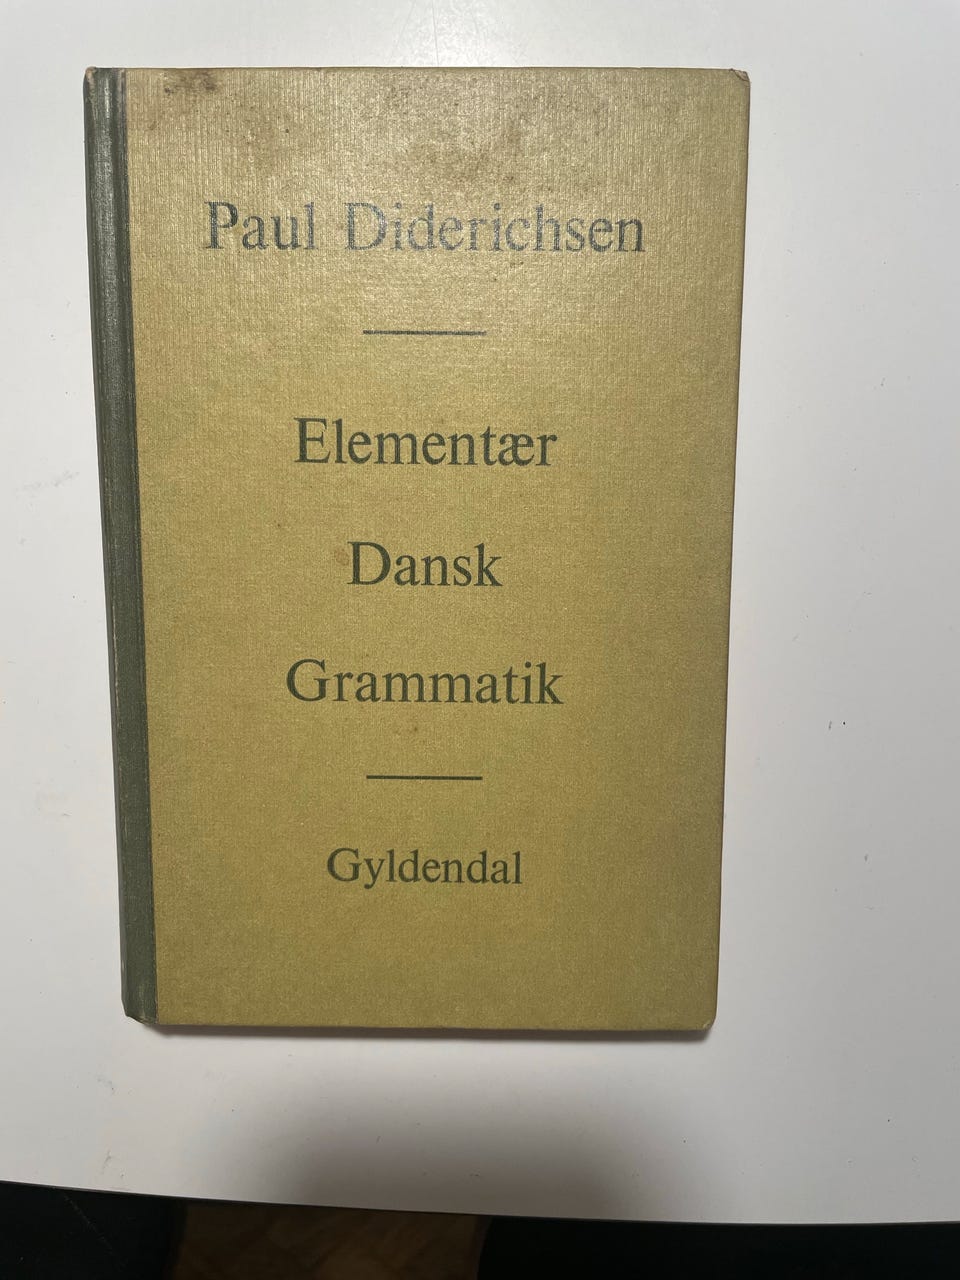 Paul Diderichsen
Elementær
Dansk
Grammatik
Gyldendal